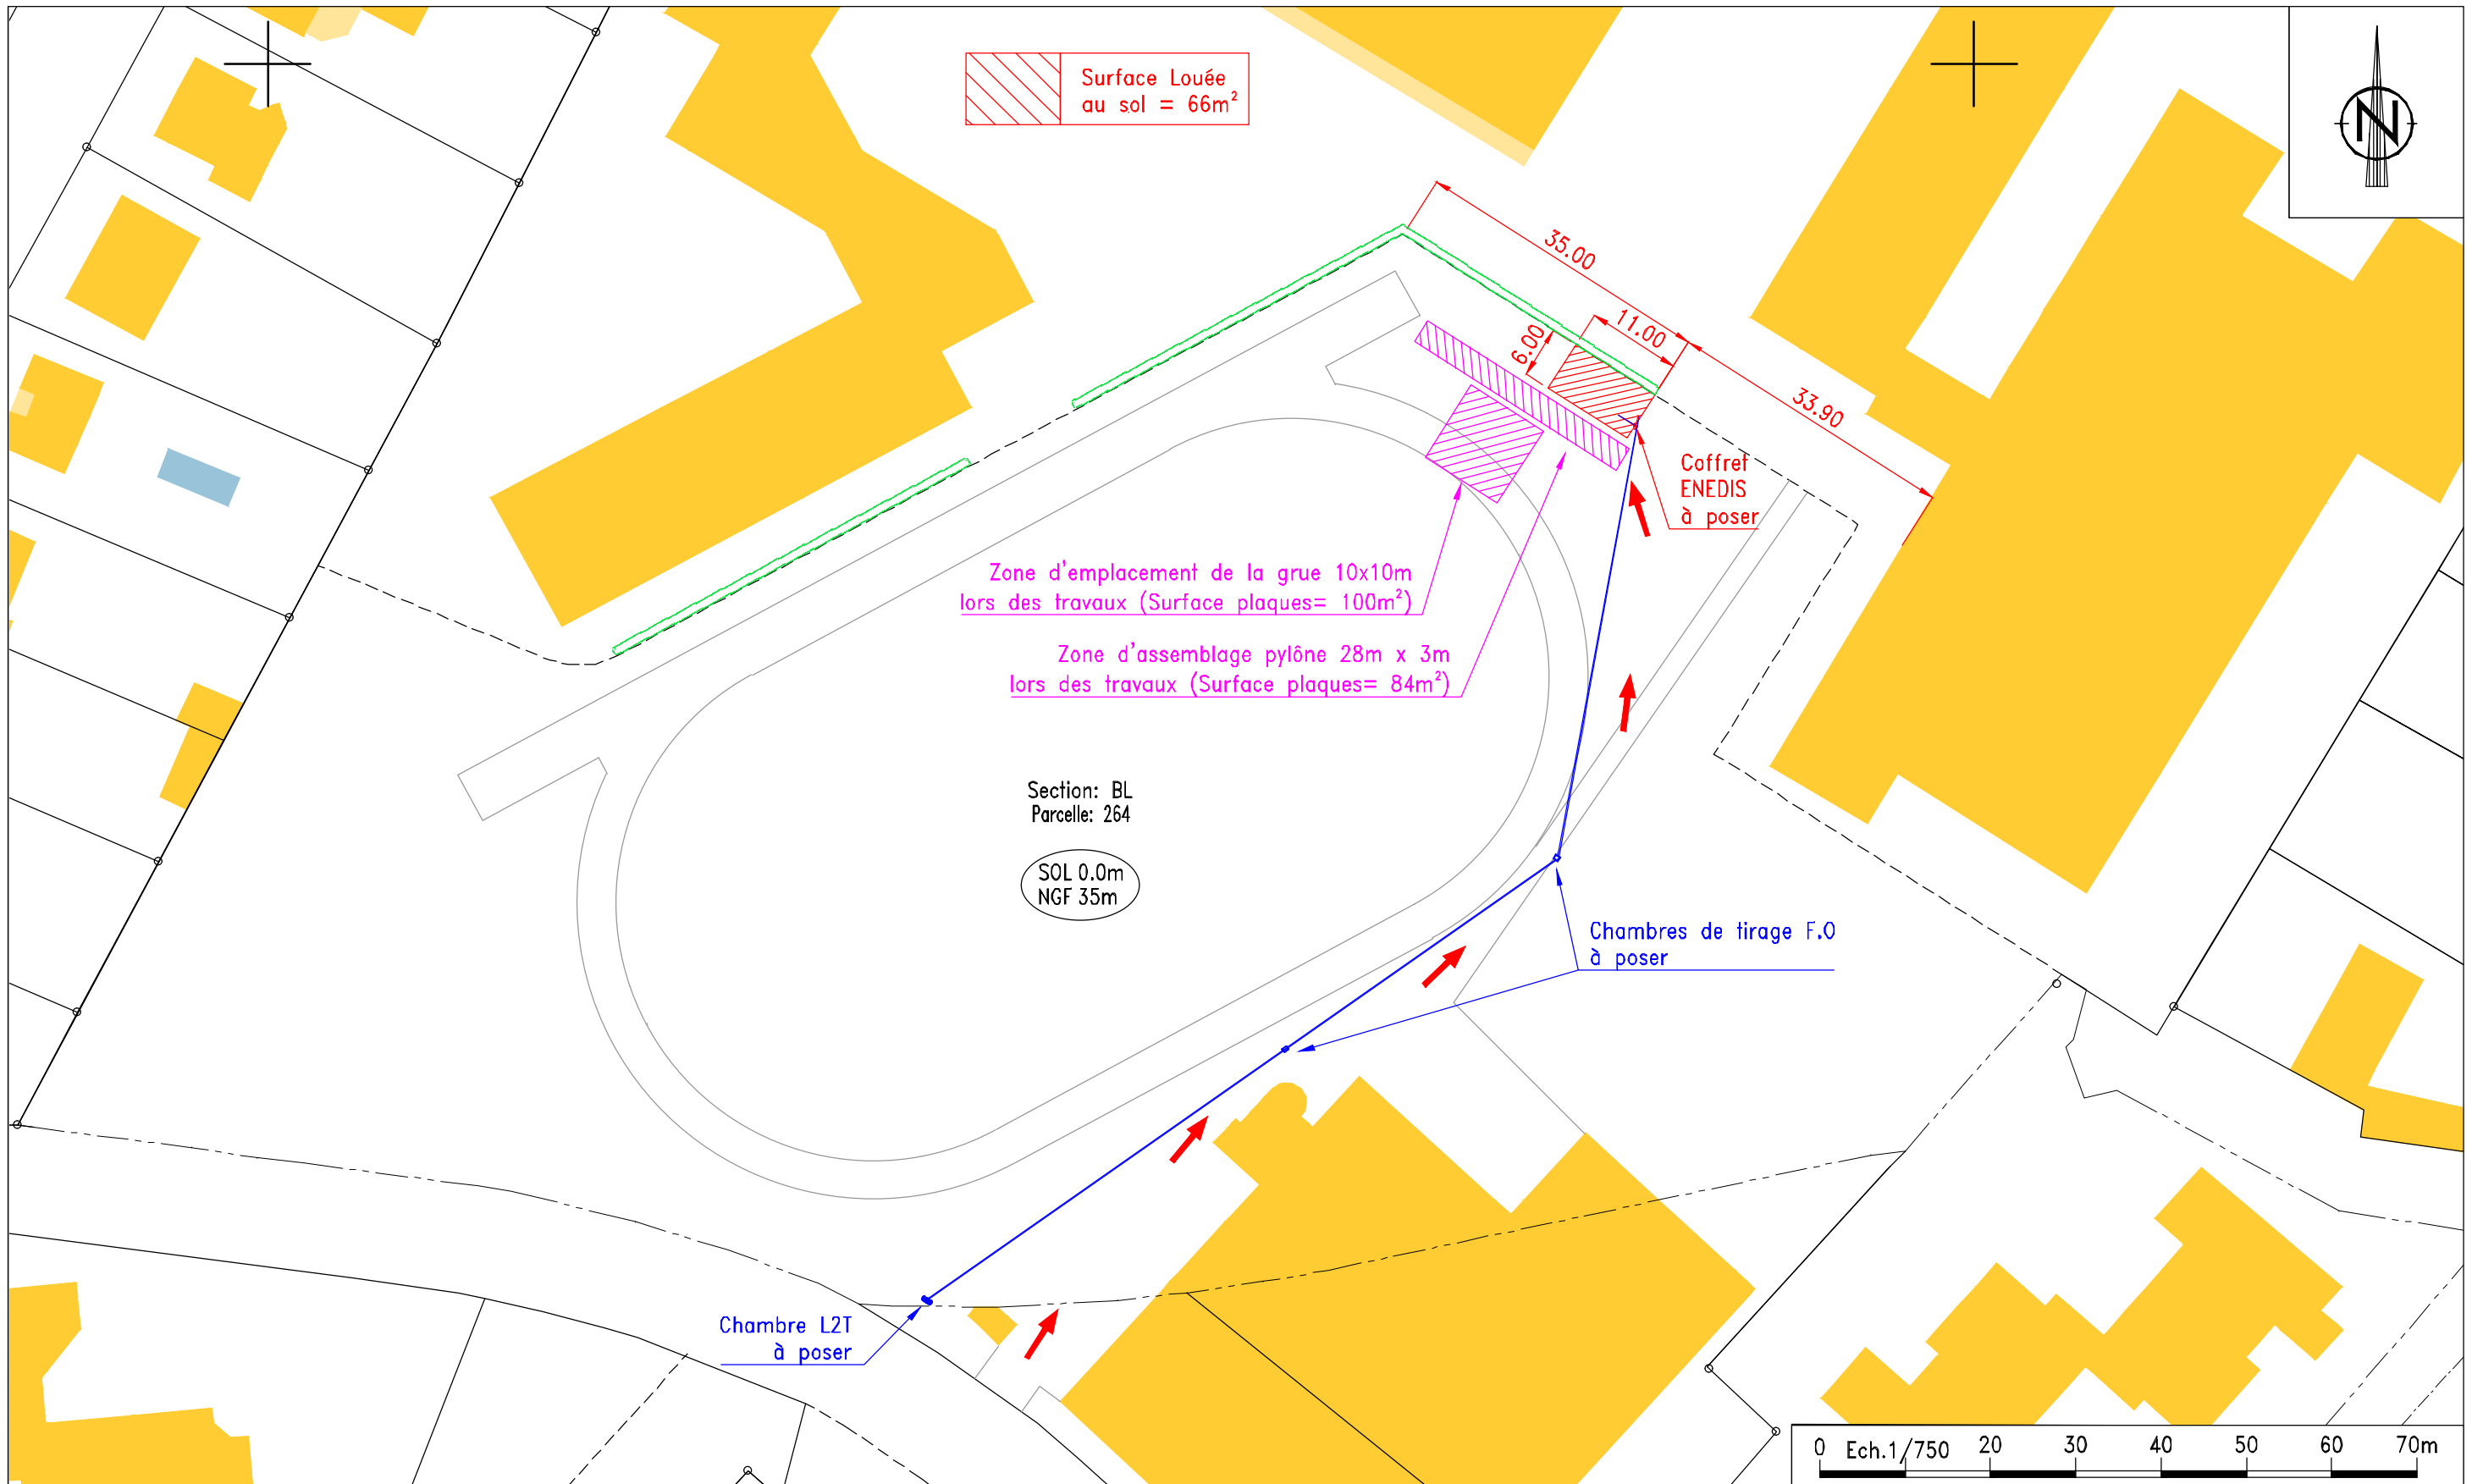 Surface Louée
au sol = 66m²
N
35.00
11.00
6.00
33.90
Coffret
ENEDIS
à poser
Zone d'emplacement de la grue 10x10m
lors des travaux (Surface plaques= 100m²)
Zone d'assemblage pylône 28m x 3m
lors des travaux (Surface plaques= 84m²)
Section: BL
Parcelle: 264
SOL 0.0m
NGF 35m
Chambres de tirage F.O
à poser
Chambre L2T
à poser
0 Ech.1/750 20 30 40 50 60 70m